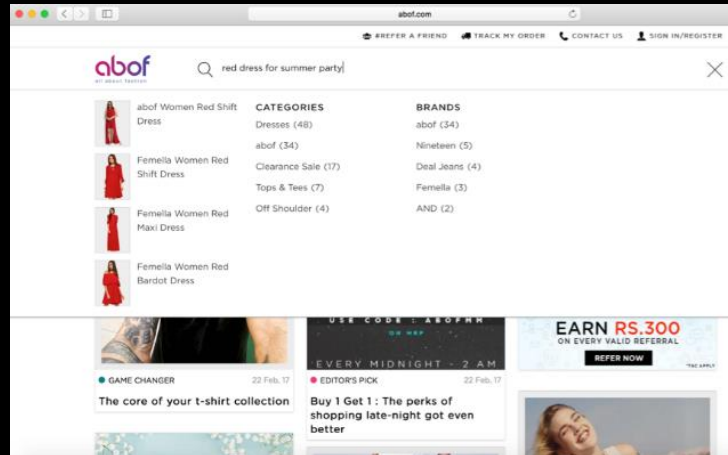 abof.com
#REFER A FRIEND TRACK MY ORDER CONTACT US SIGN IN/REGISTER
abof
all about fashion
red dress for summer party
abof Women Red Shift
Dress
Femella Women Red
Shift Dress
Femella Women Red
Maxi Dress
Femella Women Red
Bardot Dress
CATEGORIES
Dresses (48)
abof (34)
Clearance Sale (17)
Tops & Tees (7)
Off Shoulder (4)
BRANDS
abof (34)
Nineteen (5)
Deal Jeans (4)
Femella (3)
AND (2)
GAME CHANGER 22 Feb, 17
The core of your t-shirt collection
USE CODE : ABOFMM
ON MRP
EVERY MIDNIGHT - 2 AM
EDITOR'S PICK 22 Feb, 17
Buy 1 Get 1 : The perks of
shopping late-night got even
better
EARN RS.300
ON EVERY VALID REFERRAL
REFER NOW
*T&C APPLY